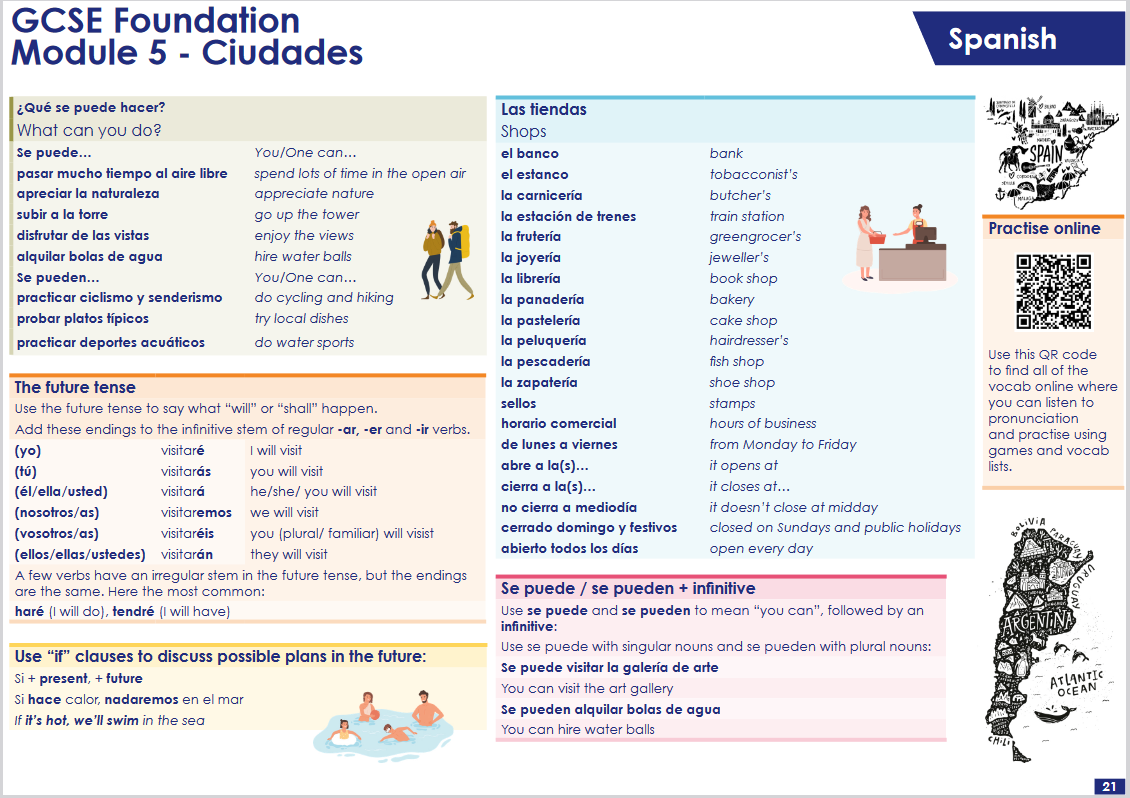 GCSE Foundation
Module 5 - Ciudades
Spanish
¿Qué se puede hacer?
What can you do?
Se puede... You/One can...
pasar mucho tiempo al aire libre spend lots of time in the open air
apreciar la naturaleza appreciate nature
subir a la torre go up the tower
disfrutar de las vistas enjoy the views
alquilar bolas de agua hire water balls
Se pueden... You/One can...
practicar ciclismo y senderismo do cycling and hiking
probar platos típicos try local dishes
practicar deportes acuáticos do water sports
The future tense
Use the future tense to say what “will” or “shall” happen.
Add these endings to the infinitive stem of regular -ar, -er and -ir verbs.
(yo) visitaré I will visit
(tú) visitarás you will visit
(él/ella/usted) visitará he/she/ you will visit
(nosotros/as) visitaremos we will visit
(vosotros/as) visitaréis you (plural/ familiar) will visist
(ellos/ellas/ustedes) visitarán they will visit
A few verbs have an irregular stem in the future tense, but the endings
are the same. Here the most common:
haré (I will do), tendré (I will have)
Use “if” clauses to discuss possible plans in the future:
Si + present, + future
Si hace calor, nadaremos en el mar
If it’s hot, we’ll swim in the sea
Las tiendas
Shops
el banco bank
el estanco tobacconist’s
la carnicería butcher’s
la estación de trenes train station
la frutería greengrocer’s
la joyería jeweller’s
la librería book shop
la panadería bakery
la pastelería cake shop
la peluquería hairdresser’s
la pescadería fish shop
la zapatería shoe shop
sellos stamps
horario comercial hours of business
de lunes a viernes from Monday to Friday
abre a la(s)... it opens at
cierra a la(s)... it closes at...
no cierra a mediodía it doesn’t close at midday
cerrado domingo y festivos closed on Sundays and public holidays
abierto todos los días open every day
Se puede / se pueden + infinitive
Use se puede and se pueden to mean “you can”, followed by an
infinitive:
Use se puede with singular nouns and se pueden with plural nouns:
Se puede visitar la galería de arte
You can visit the art gallery
Se pueden alquilar bolas de agua
You can hire water balls
SPAIN
Practise online
Use this QR code
to find all of the
vocab online where
you can listen to
pronunciation
and practise using
games and vocab
lists.
BOLIVIA
PARAGUAY
URUGUAY
ARGENTINA
ATLANTIC
OCEAN
21